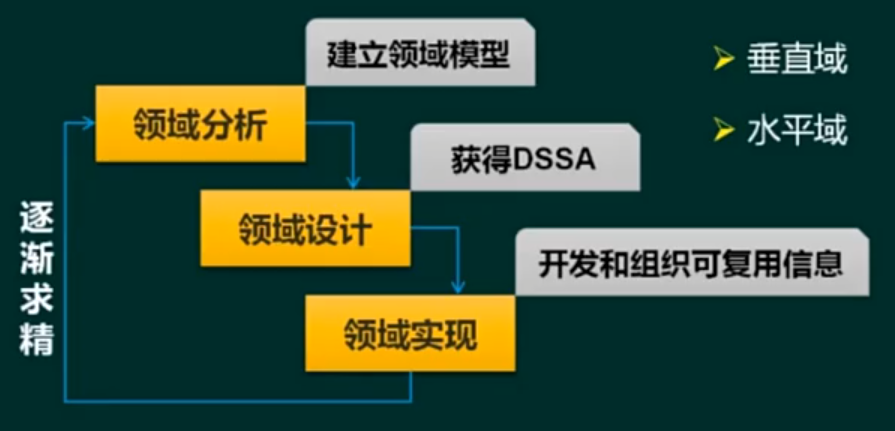 建立领域模型
垂直域
领域分析
水平域
获得DSSA
领域设计
逐渐求精
开发和组织可复用信息
领域实现